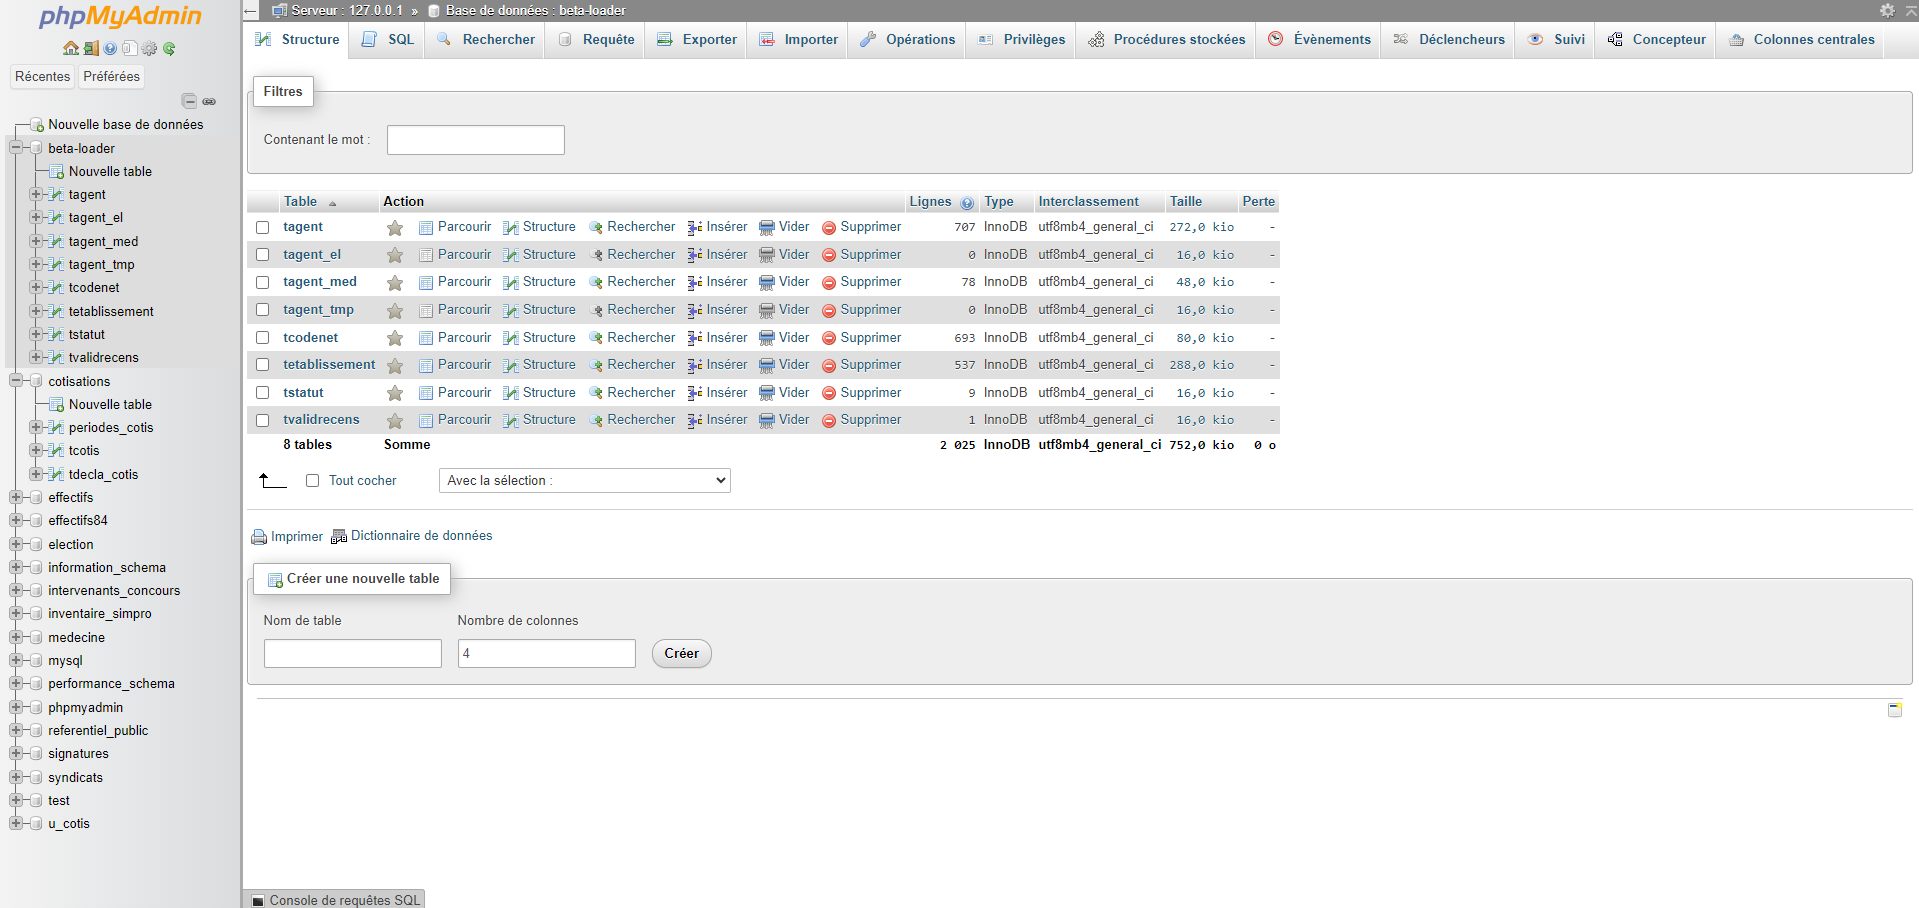 phpMyAdmin
Récentes Préférées
Nouvelle base de données
beta-loader
Nouvelle table
tagent
tagent_el
tagent_med
tagent_tmp
tcodenet
tetablissement
tstatut
tvalidrecens
cotisations
Nouvelle table
periodes_cotis
tcotis
tdecla_cotis
effectifs
effectifs84
election
information_schema
intervenants_concours
inventaire_simpro
medecine
mysql
performance_schema
phpmyadmin
referentiel_public
signatures
syndicats
test
u_cotis
Serveur : 127.0.0.1 » Base de données : beta-loader
Structure SQL Rechercher Requête Exporter Importer Opérations Privilèges Procédures stockées Évènements Déclencheurs Suivi Concepteur Colonnes centrales
Filtres
Contenant le mot :
Table Action Lignes Type Interclassement Taille Perte
tagent Parcourir Structure Rechercher Insérer Vider Supprimer 707 InnoDB utf8mb4_general_ci 272,0 kio -
tagent_el Parcourir Structure Rechercher Insérer Vider Supprimer 0 InnoDB utf8mb4_general_ci 16,0 kio -
tagent_med Parcourir Structure Rechercher Insérer Vider Supprimer 78 InnoDB utf8mb4_general_ci 48,0 kio -
tagent_tmp Parcourir Structure Rechercher Insérer Vider Supprimer 0 InnoDB utf8mb4_general_ci 16,0 kio -
tcodenet Parcourir Structure Rechercher Insérer Vider Supprimer 693 InnoDB utf8mb4_general_ci 80,0 kio -
tetablissement Parcourir Structure Rechercher Insérer Vider Supprimer 537 InnoDB utf8mb4_general_ci 288,0 kio -
tstatut Parcourir Structure Rechercher Insérer Vider Supprimer 9 InnoDB utf8mb4_general_ci 16,0 kio -
tvalidrecens Parcourir Structure Rechercher Insérer Vider Supprimer 1 InnoDB utf8mb4_general_ci 16,0 kio -
8 tables Somme 2 025 InnoDB utf8mb4_general_ci 752,0 kio 0 o
Tout cocher Avec la sélection :
Imprimer Dictionnaire de données
Créer une nouvelle table
Nom de table Nombre de colonnes
4 Créer
Console de requêtes SQL